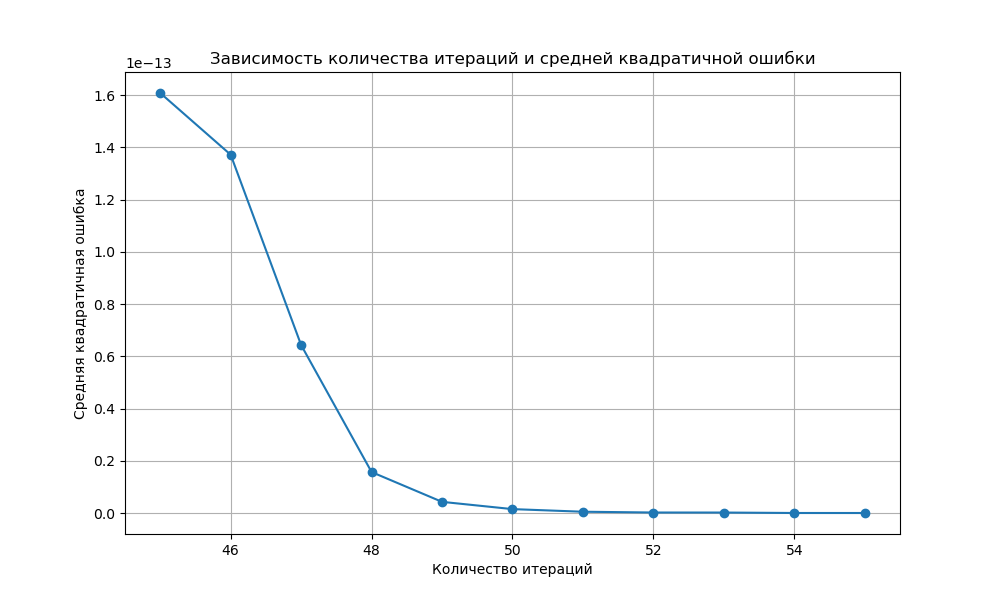 Зависимость количества итераций и средней квадратичной ошибки
1e−13
1.6
1.4
1.2
1.0
0.8
0.6
0.4
0.2
0.0
Средняя квадратичная ошибка
46 48 50 52 54
Количество итераций